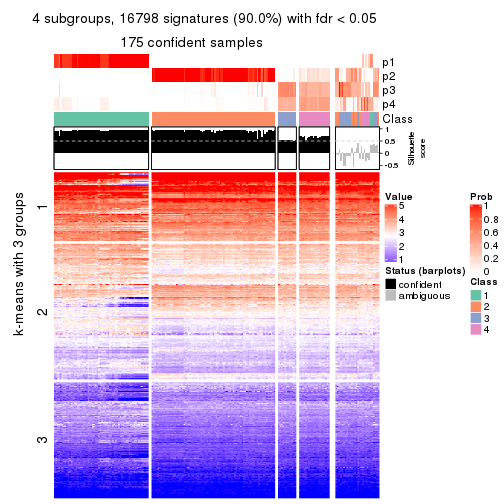 4 subgroups, 16798 signatures (90.0%) with fdr < 0.05
175 confident samples
p1
p2
p3
p4
Class
1
0.5
0
-0.5
Silhouette
score
k-means with 3 groups
1
2
3
Value
5
4
3
2
1
Status (barplots)
confident
ambiguous
Prob
1
0.8
0.6
0.4
0.2
0
Class
1
2
3
4